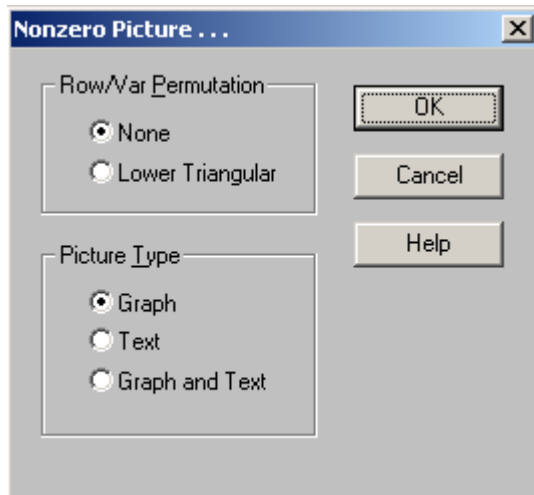 Nonzero Picture . . .
Row/Var Permutation
None
Lower Triangular
OK
Cancel
Help
Picture Type
Graph
Text
Graph and Text